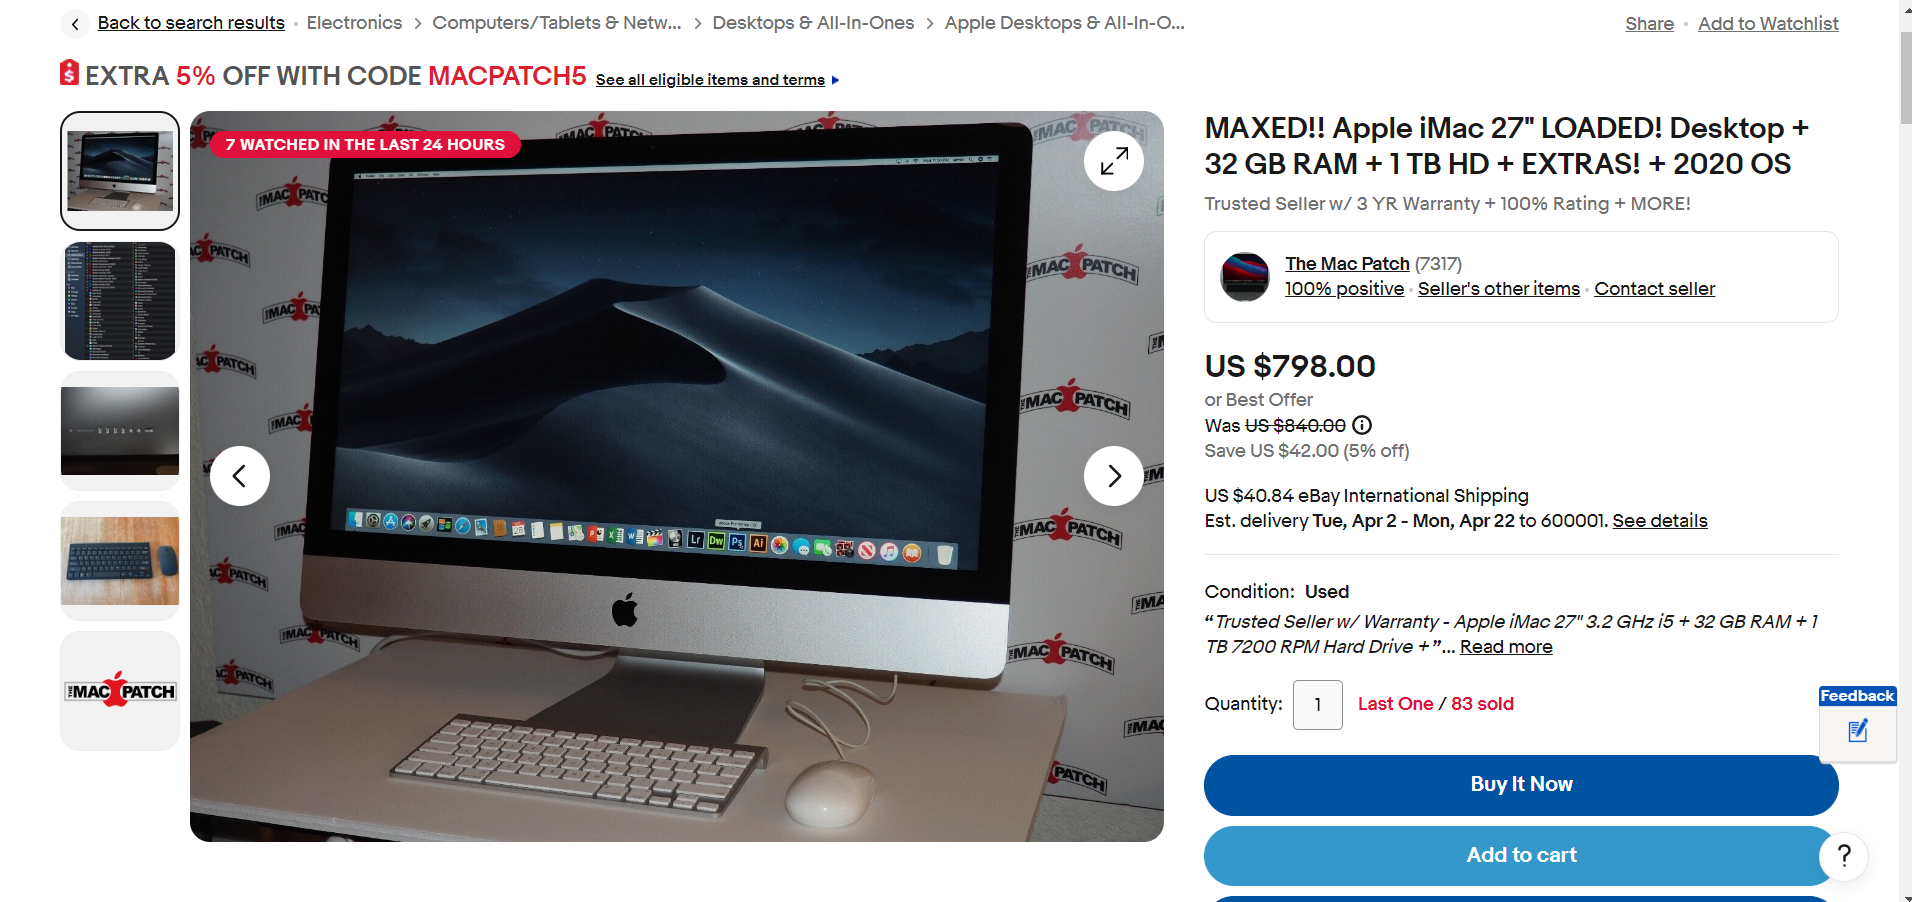 Back to search results
Electronics
Computers/Tablets & Netw...
Desktops & All-In-Ones
Apple Desktops & All-In-O...
Share
Add to Watchlist
EXTRA 5% OFF WITH CODE MACPATCH5 See all eligible items and terms
7 WATCHED IN THE LAST 24 HOURS
THE MAC PATCH
Lr Dw Ps Ai
MAXED!! Apple iMac 27" LOADED! Desktop +
32 GB RAM + 1 TB HD + EXTRAS! + 2020 OS
Trusted Seller w/ 3 YR Warranty + 100% Rating + MORE!
The Mac Patch (7317)
100% positive · Seller's other items · Contact seller
US $798.00
or Best Offer
Was US $840.00
Save US $42.00 (5% off)
US $40.84 eBay International Shipping
Est. delivery Tue, Apr 2 - Mon, Apr 22 to 600001. See details
Condition: Used
“Trusted Seller w/ Warranty - Apple iMac 27" 3.2 GHz i5 + 32 GB RAM + 1
TB 7200 RPM Hard Drive +”... Read more
Quantity: 1 Last One / 83 sold
Feedback
Buy It Now
Add to cart
?